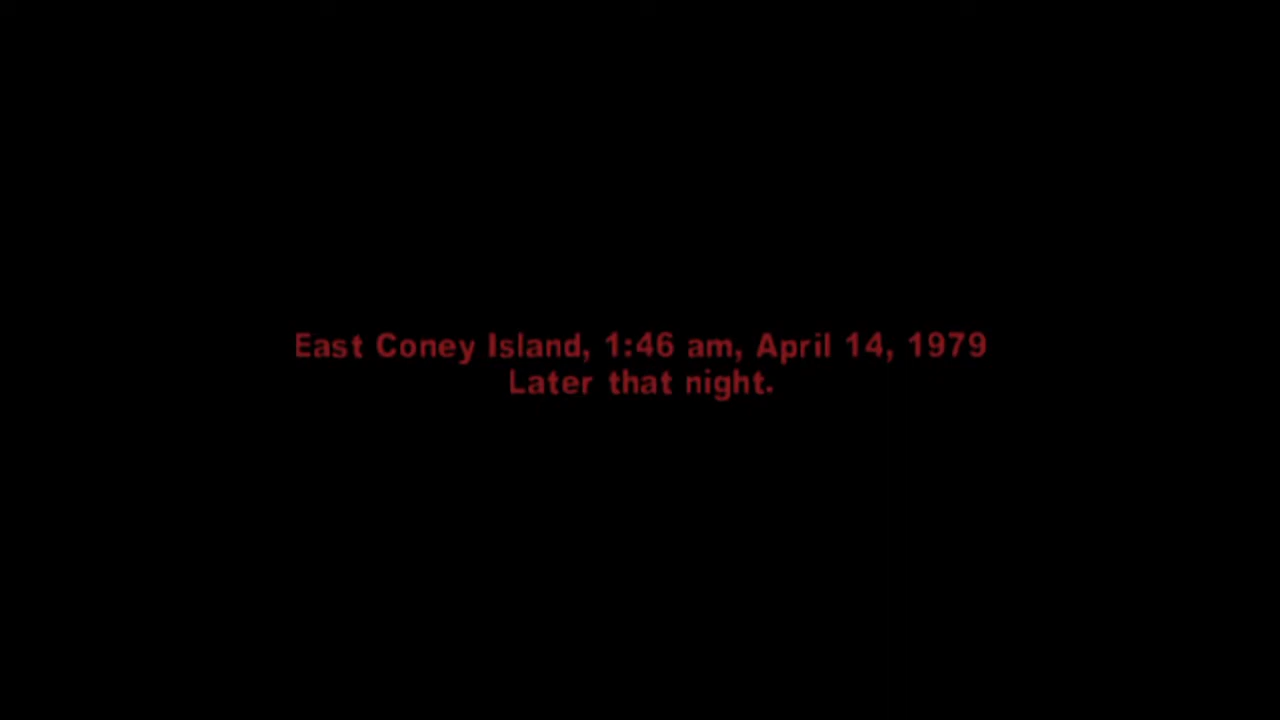 East Coney Island, 1:46 am, April 14, 1979
Later that night.